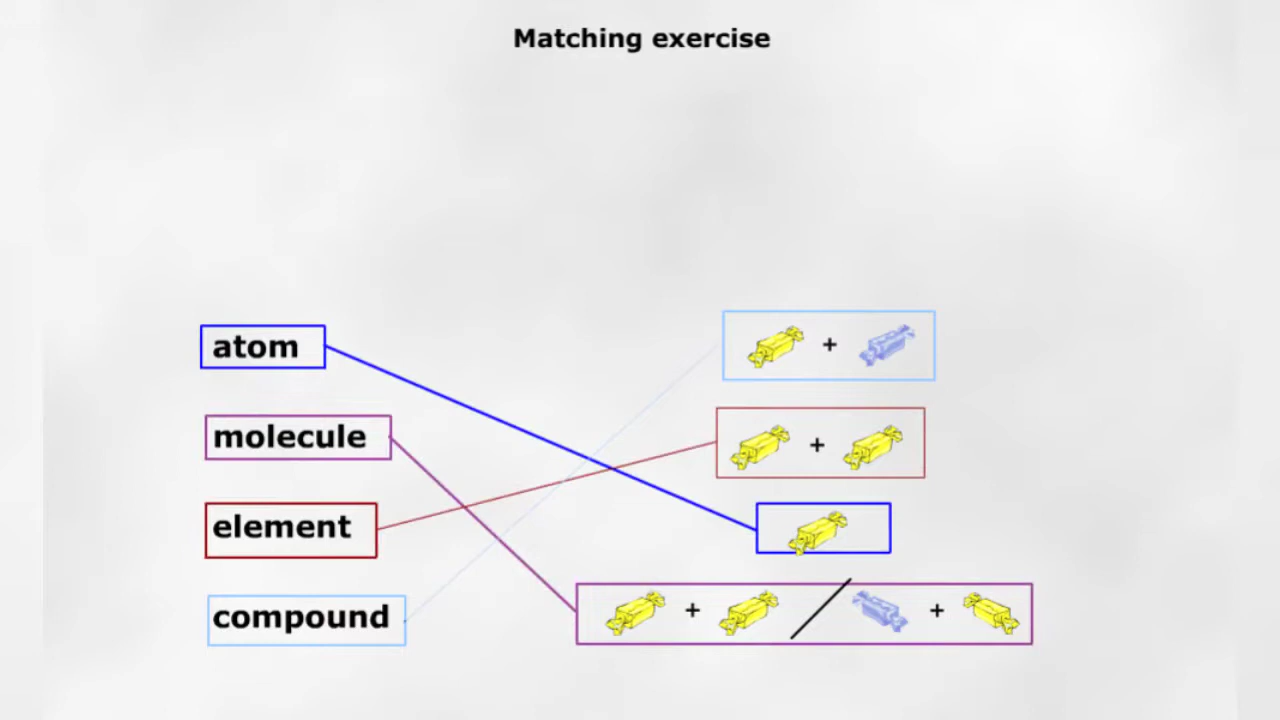 Matching exercise
atom
+
molecule
+
element
compound
+ / +